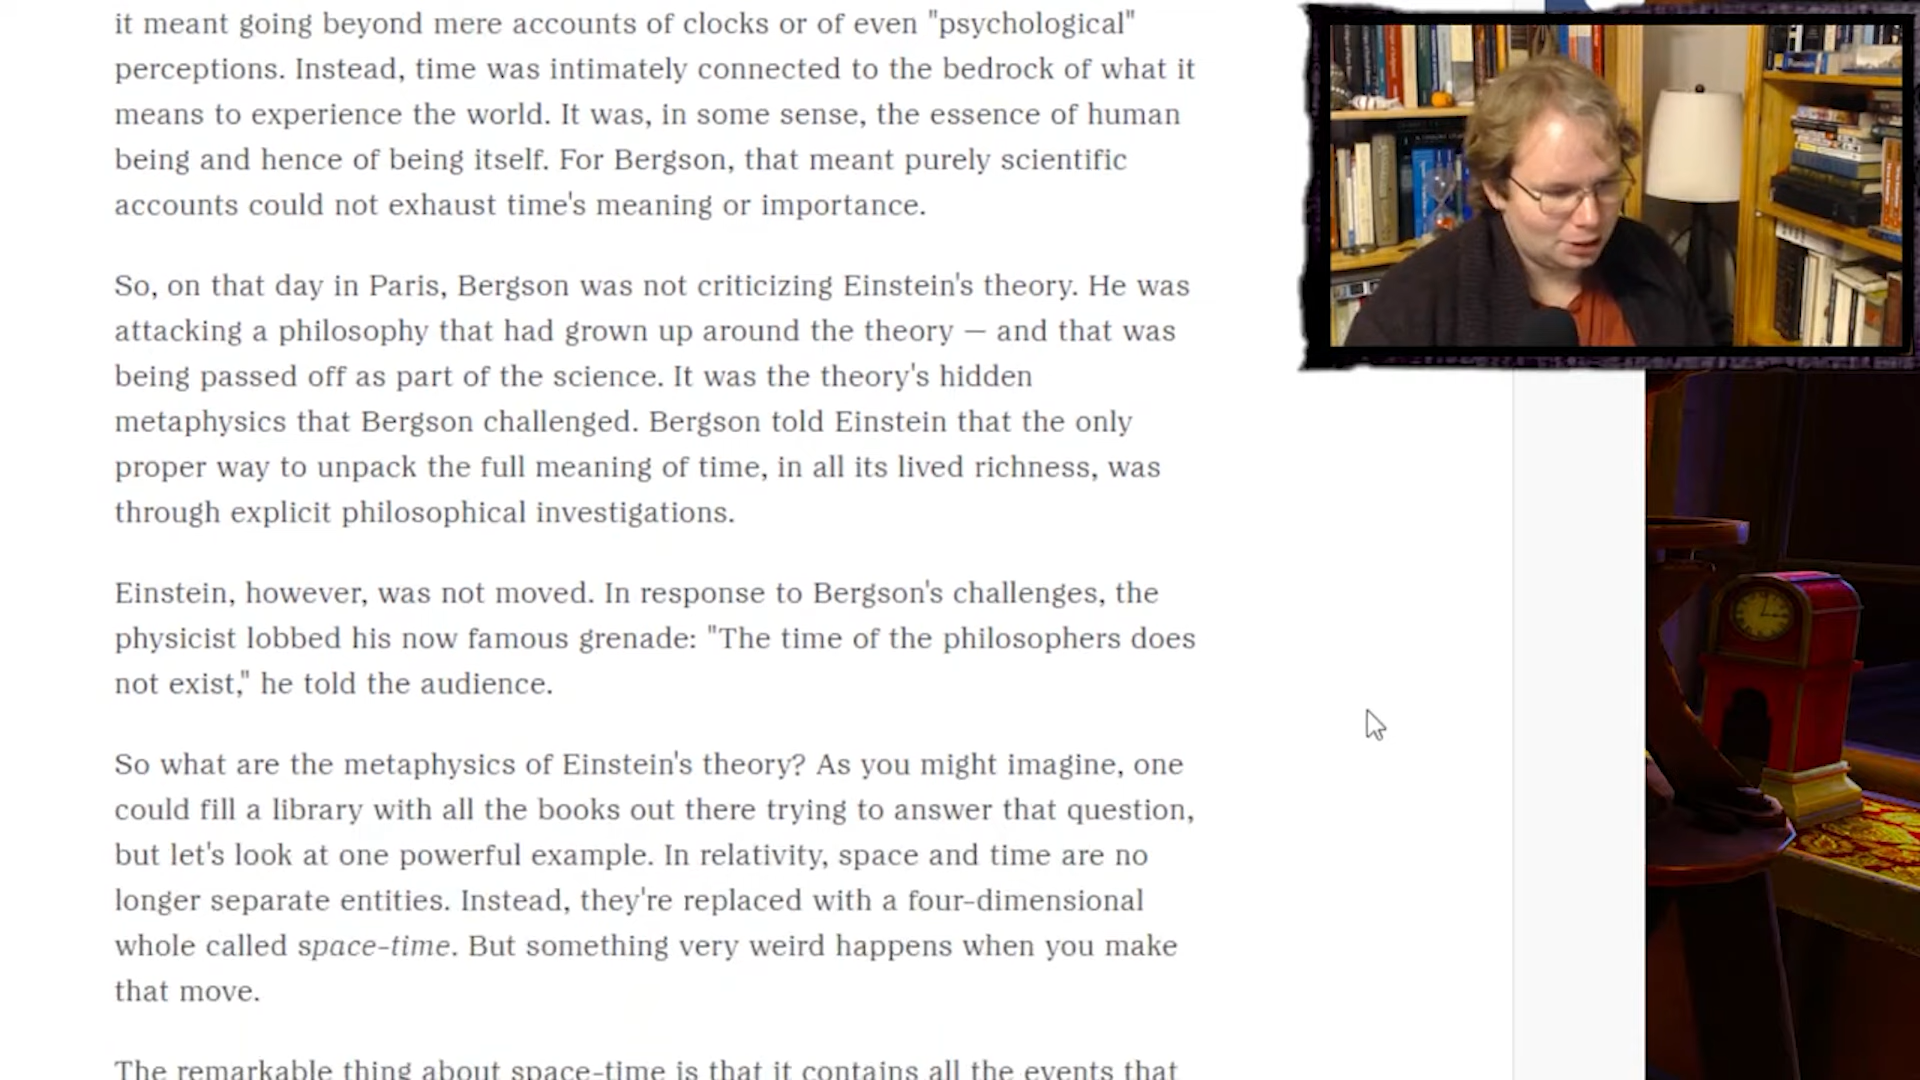 it meant going beyond mere accounts of clocks or of even "psychological"
perceptions. Instead, time was intimately connected to the bedrock of what it
means to experience the world. It was, in some sense, the essence of human
being and hence of being itself. For Bergson, that meant purely scientific
accounts could not exhaust time's meaning or importance.
So, on that day in Paris, Bergson was not criticizing Einstein's theory. He was
attacking a philosophy that had grown up around the theory — and that was
being passed off as part of the science. It was the theory's hidden
metaphysics that Bergson challenged. Bergson told Einstein that the only
proper way to unpack the full meaning of time, in all its lived richness, was
through explicit philosophical investigations.
Einstein, however, was not moved. In response to Bergson's challenges, the
physicist lobbed his now famous grenade: "The time of the philosophers does
not exist," he told the audience.
So what are the metaphysics of Einstein's theory? As you might imagine, one
could fill a library with all the books out there trying to answer that question,
but let's look at one powerful example. In relativity, space and time are no
longer separate entities. Instead, they're replaced with a four-dimensional
whole called space-time. But something very weird happens when you make
that move.
The remarkable thing about space-time is that it contains all the events that